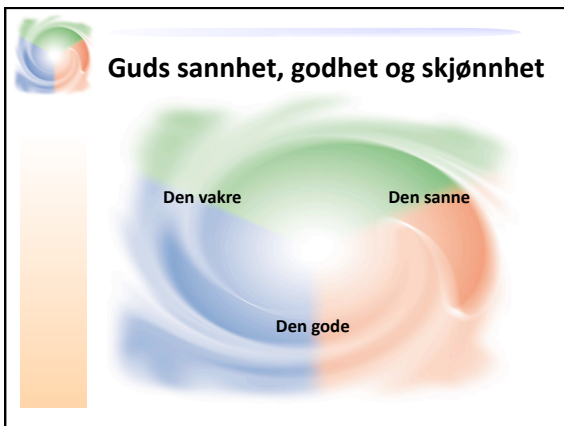 Guds sannhet, godhet og skjønnhet
Den vakre
Den sanne
Den gode